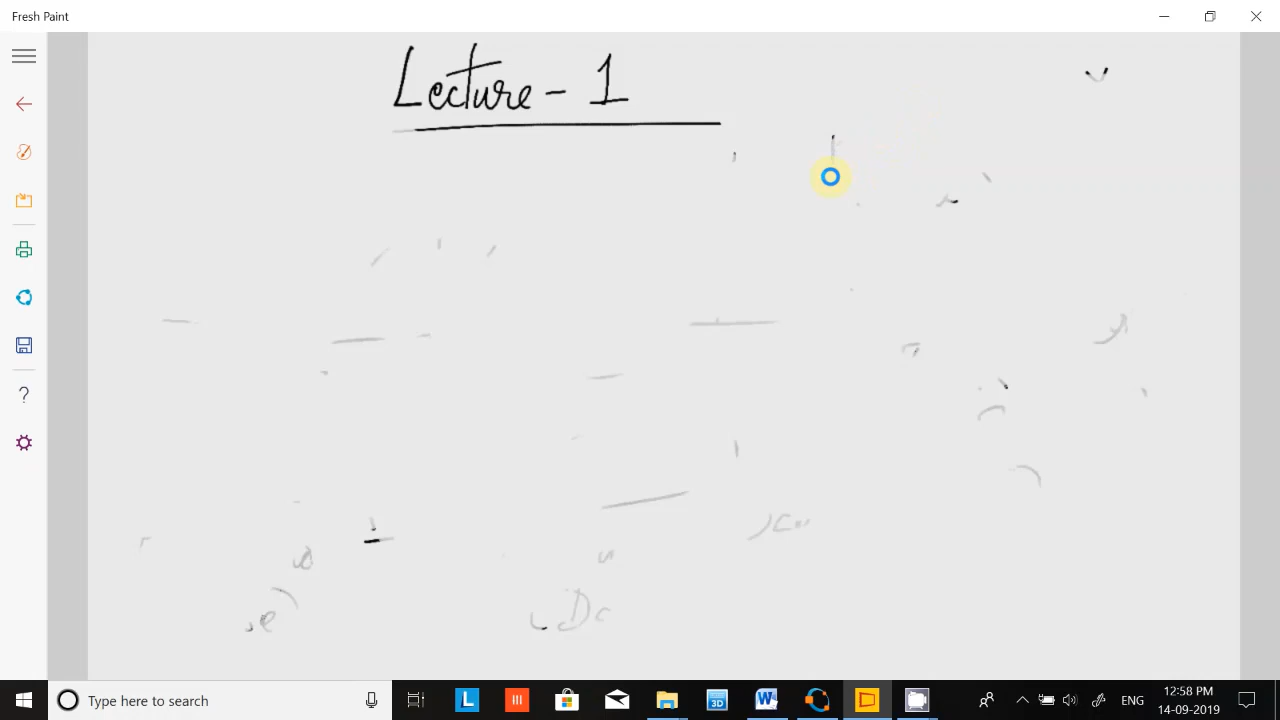 Fresh Paint
Lecture - 1
Type here to search
ENG
12:58 PM
14-09-2019